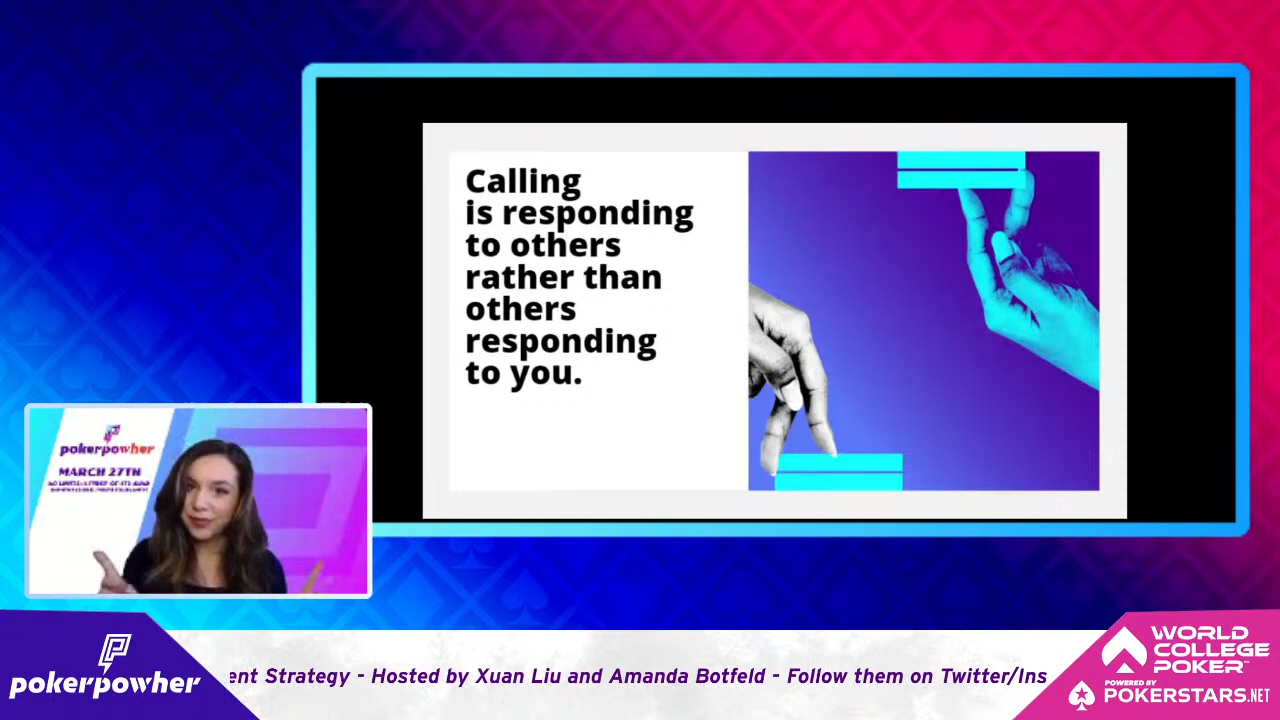 Calling
is responding
to others
rather than
others
responding
to you.
pokerpowher
MARCH 27TH
pokerpowher
ent Strategy - Hosted by Xuan Liu and Amanda Botfeld - Follow them on Twitter/Ins
WORLD
COLLEGE
POKER™
POWERED BY
POKERSTARS.NET